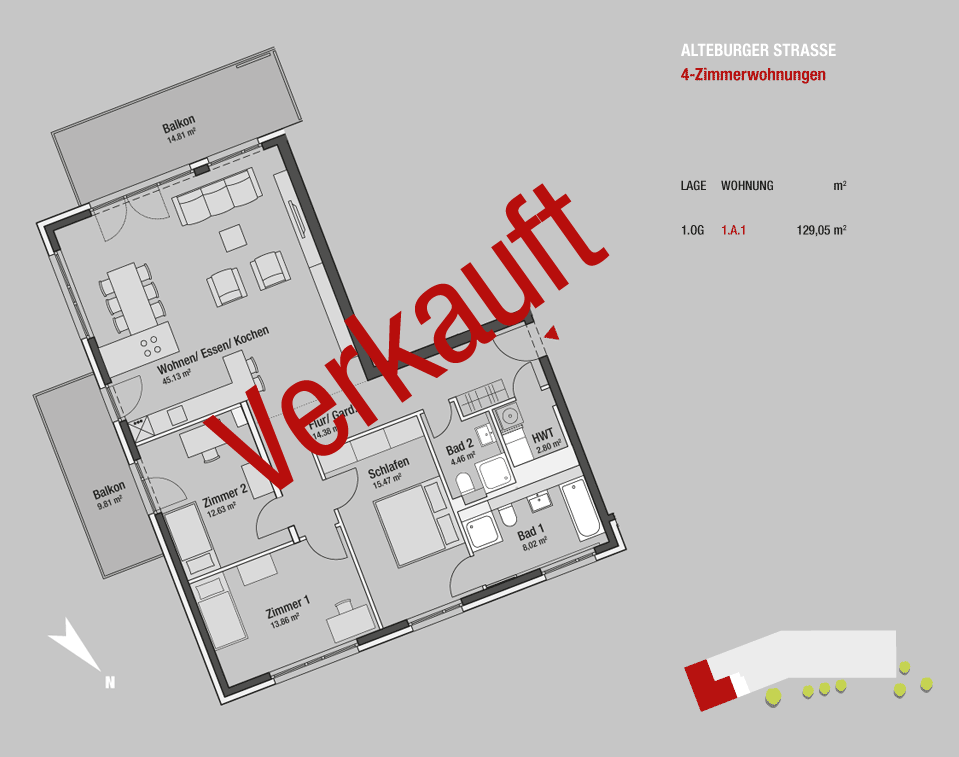 ALTEBURGER STRASSE
4-Zimmerwohnungen
LAGE WOHNUNG m²
1.OG 1.A.1 129,05 m²
Balkon
14.81 m²
Wohnen/ Essen/ Kochen
45.13 m²
Verkauft
Flur/ Gard.
14.38 m²
Balkon
9.81 m²
Zimmer 2
12.63 m²
Schlafen
15.47 m²
Bad 2
4.46 m²
HWT
2.80 m²
Bad 1
8,02 m²
Zimmer 1
13.86 m²
N